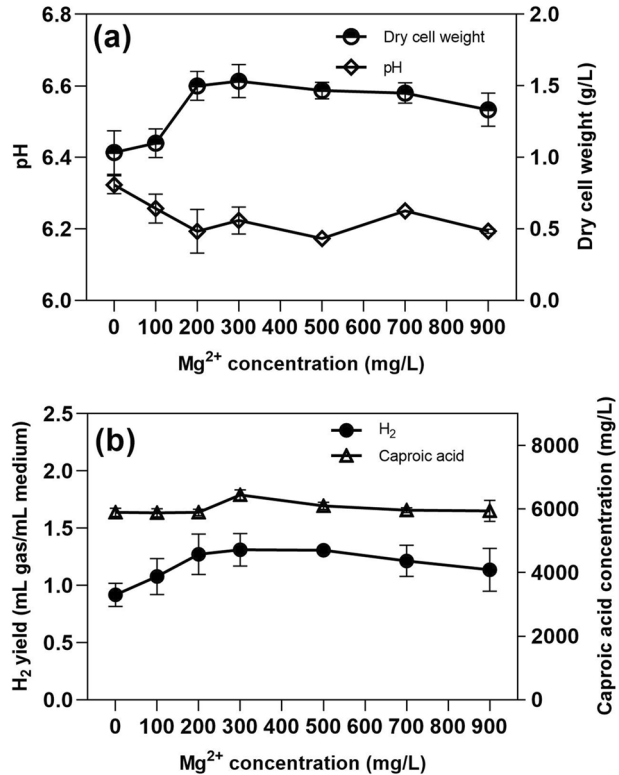 (a)
Dry cell weight
pH
6.8
6.6
6.4
6.2
6.0
pH
2.0
1.5
1.0
0.5
0.0
Dry cell weight (g/L)
0 100 200 300 400 500 600 700 800 900
Mg²⁺ concentration (mg/L)
(b)
H₂
Caproic acid
2.5
2.0
1.5
1.0
0.5
0.0
H₂ yield (mL gas/mL medium)
8000
6000
4000
2000
0
Caproic acid concentration (mg/L)
0 100 200 300 400 500 600 700 800 900
Mg²⁺ concentration (mg/L)